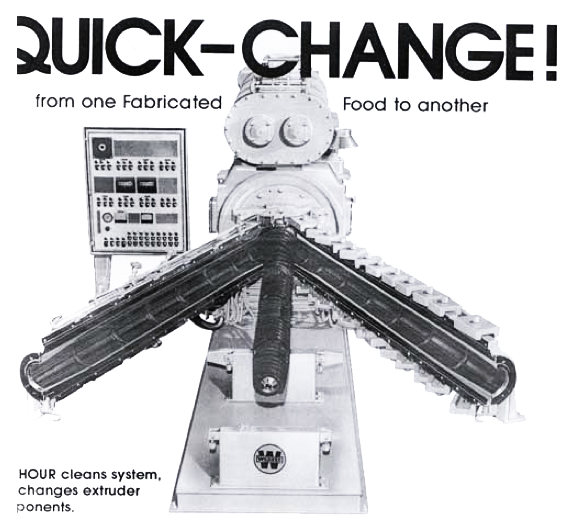 QUICK-CHANGE!
from one Fabricated Food to another
W
HOUR cleans system,
changes extruder
ponents.